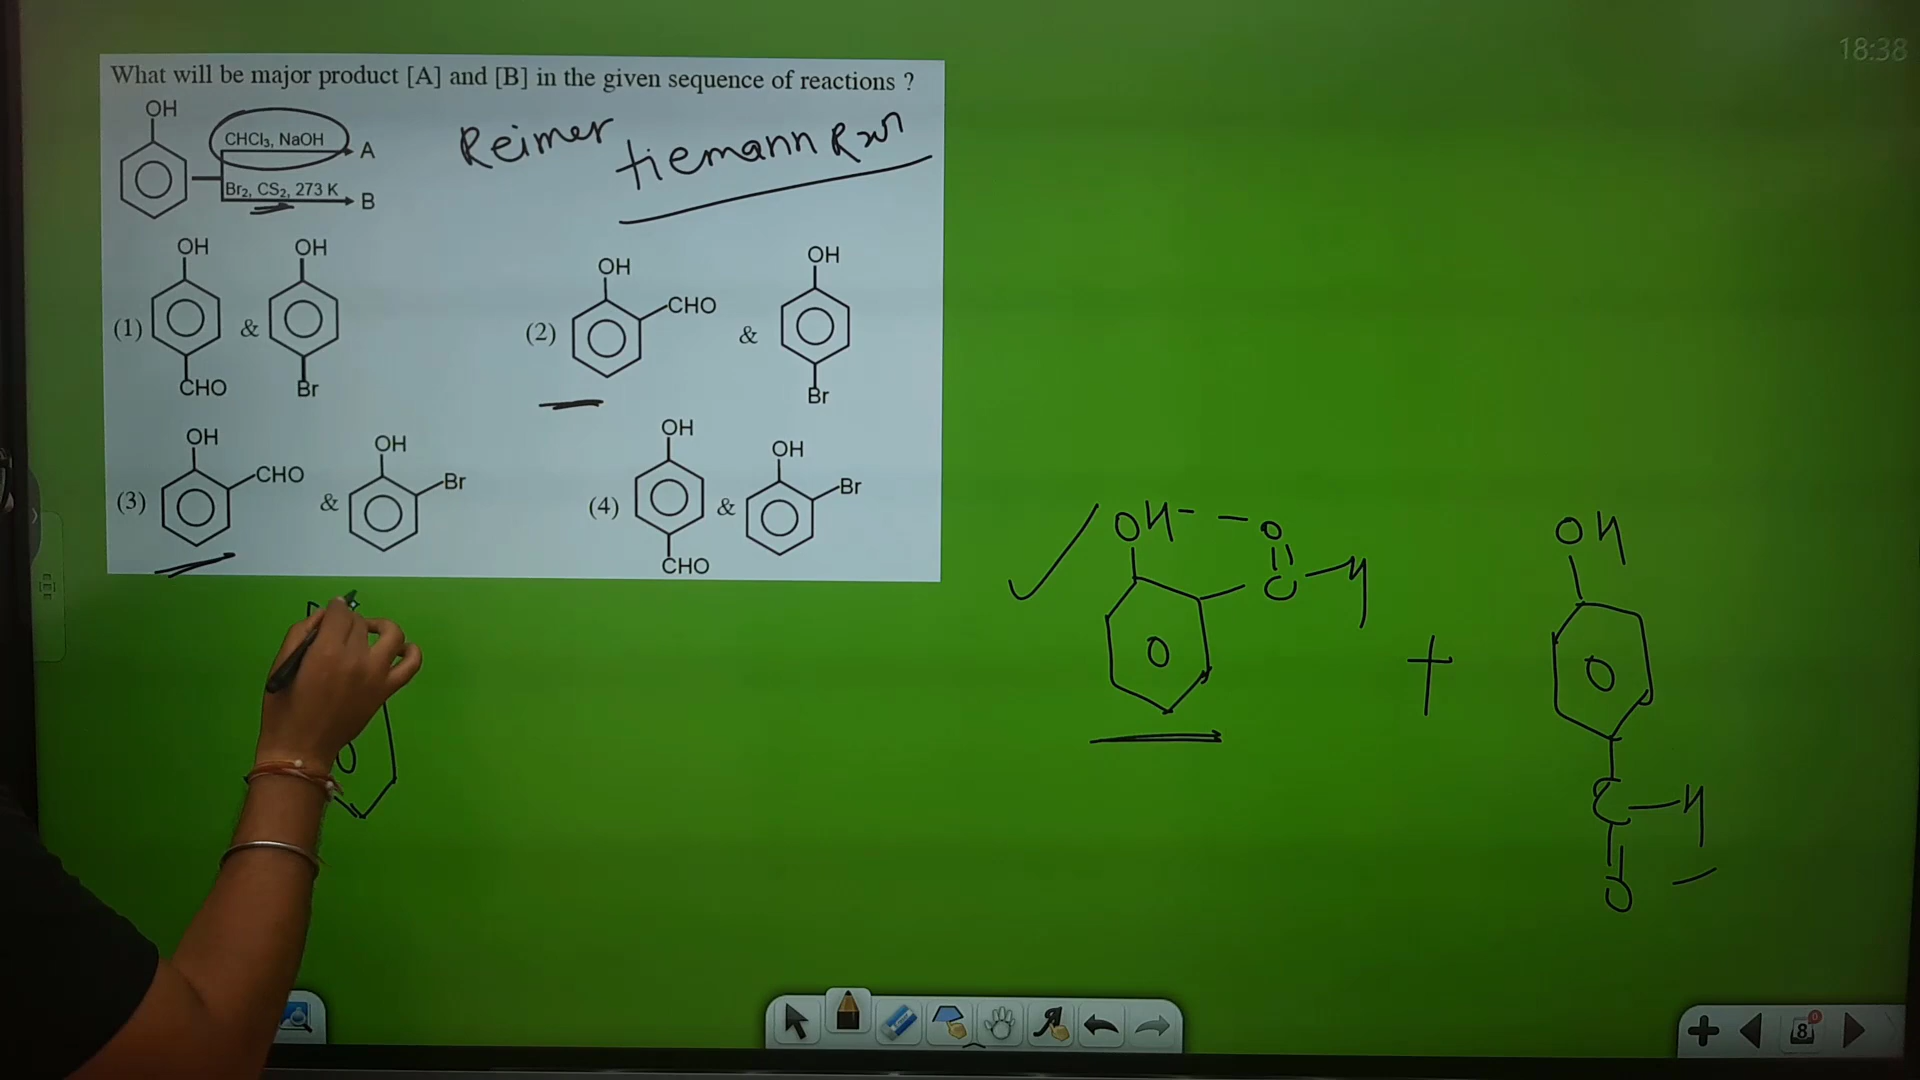 18:38
What will be major product [A] and [B] in the given sequence of reactions ?
OH
CHCl₃, NaOH
A
Br₂, CS₂, 273 K
B
Reimer
tiemann Rxn
(1)
OH
CHO
&
OH
Br
(2)
OH
CHO
&
OH
Br
(3)
OH
CHO
&
OH
Br
(4)
OH
CHO
&
OH
Br
OH
O
C
H
+
OH
C
H
O
8
0